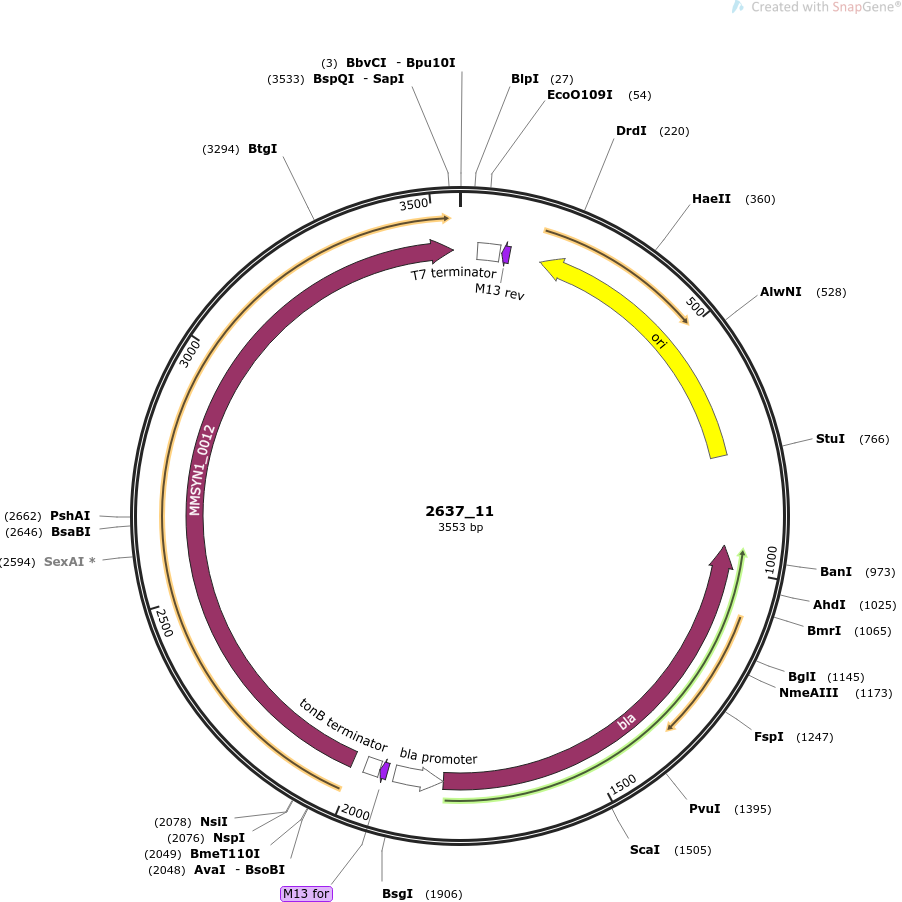 Created with SnapGene®
(3) BbvCI - Bpu10I
(3533) BspQI - SapI
BlpI (27)
EcoO109I (54)
DrdI (220)
(3294) BtgI
HaeII (360)
AlwNI (528)
StuI (766)
BanI (973)
AhdI (1025)
BmrI (1065)
BglI (1145)
NmeAIII (1173)
FspI (1247)
PvuI (1395)
ScaI (1505)
BsgI (1906)
M13 for
(2048) AvaI - BsoBI
(2049) BmeT110I
(2076) NspI
(2078) NsiI
2594) SexAI *
(2646) BsaBI
(2662) PshAI
3500
500
1000
1500
2000
2500
3000
T7 terminator
M13 rev
ori
MMSYN1_0012
2637_11
3553 bp
tonB terminator
bla promoter
bla